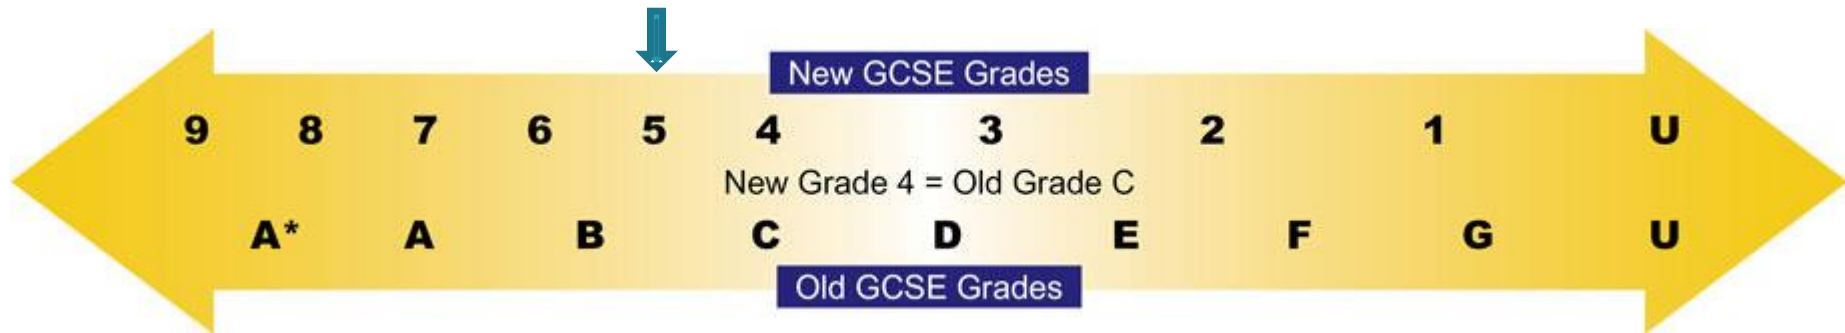 New GCSE Grades
9 8 7 6 5 4 3 2 1 U
New Grade 4 = Old Grade C
A* A B C D E F G U
Old GCSE Grades